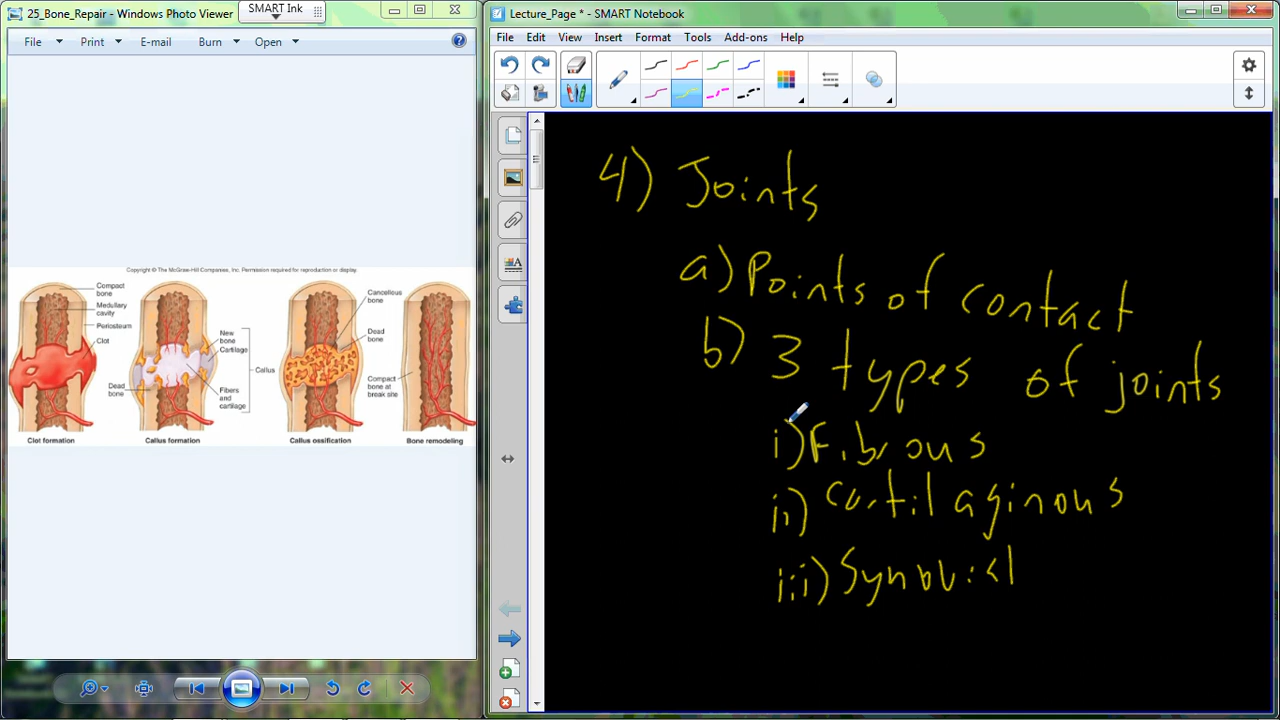 25_Bone_Repair - Windows Photo Viewer
SMART Ink
File Print E-mail Burn Open
Copyright © The McGraw-Hill Companies, Inc. Permission required for reproduction or display.
Compact
bone
Medullary
cavity
Periosteum
Clot
Dead
bone
New
bone
Cartilage
Callus
Fibers
and
cartilage
Cancellous
bone
Dead
bone
Compact
bone at
break site
Clot formation
Callus formation
Callus ossification
Bone remodeling
Lecture_Page * - SMART Notebook
File Edit View Insert Format Tools Add-ons Help
4) Joints
a) Points of contact
b) 3 types of joints
i) Fibrous
ii) Cartilaginous
iii) Synovial